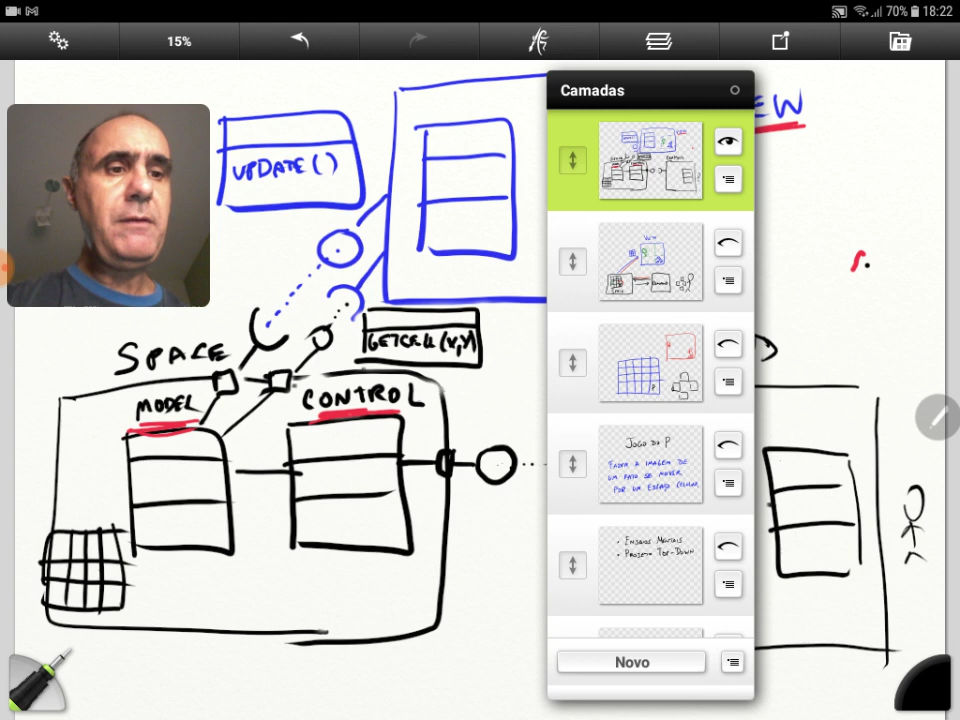 70% 18:22
15%
Camadas
EW
UPDATE()
GETCELL(X,Y)
SPACE
MODEL
CONTROL
JOGO DO P
FAZER A IMAGEM DE
UM PATO SE MOVER
POR UM ESPAÇO CELULAR
• ENSAIOS MENTAIS
• PROJETO TOP-DOWN
Novo